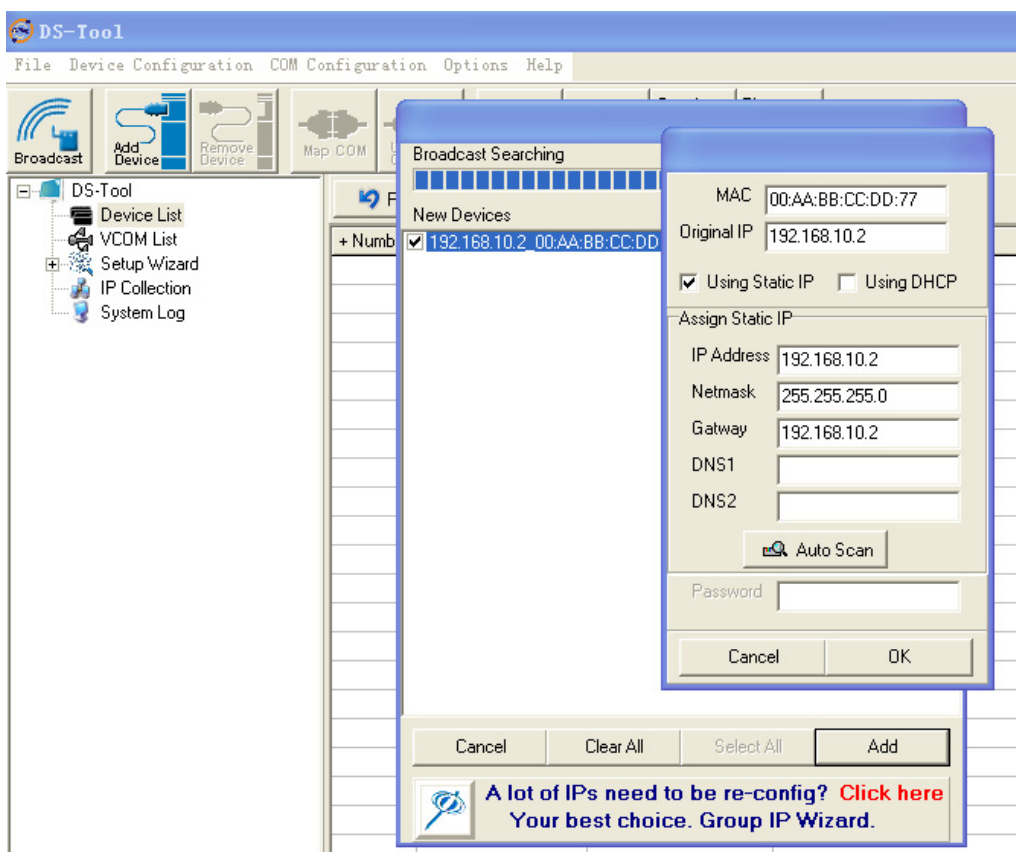 DS-Tool
File Device Configuration COM Configuration Options Help
Broadcast
Add Device
Remove Device
Map COM
DS-Tool
Device List
VCOM List
Setup Wizard
IP Collection
System Log
+ Numb
Broadcast Searching
New Devices
192.168.10.2_00:AA:BB:CC:DD
Cancel
Clear All
Select All
Add
A lot of IPs need to be re-config? Click here
Your best choice. Group IP Wizard.
MAC 00:AA:BB:CC:DD:77
Original IP 192.168.10.2
Using Static IP Using DHCP
Assign Static IP
IP Address 192.168.10.2
Netmask 255.255.255.0
Gatway 192.168.10.2
DNS1
DNS2
Auto Scan
Password
Cancel OK